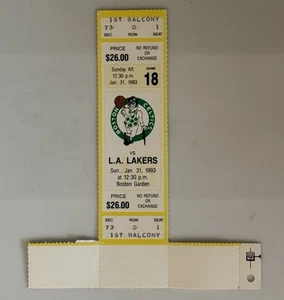 1ST BALCONY
73 D 1
SEC ROW SEAT
PRICE NO REFUND
$26.00 OR
EXCHANGE
Sunday Aft. GAME
12:30 p.m. 18
Jan. 31, 1993
BOSTON CELTICS
VS.
L.A. LAKERS
Sun., Jan. 31, 1993
at 12:30 p.m.
Boston Garden
PRICE NO REFUND
$26.00 OR
EXCHANGE
SEC ROW SEAT
73 D 1
1ST BALCONY